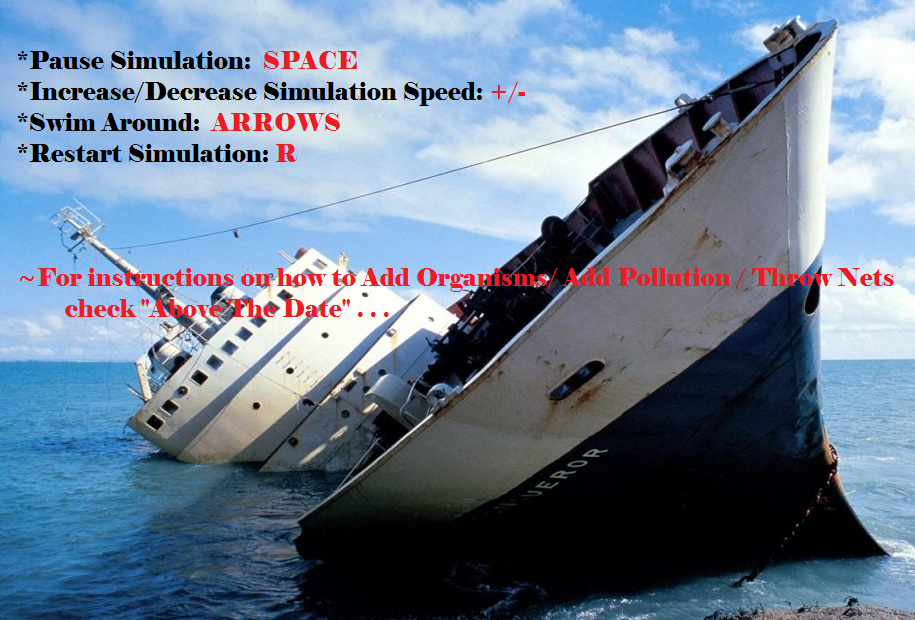 *Pause Simulation: SPACE
*Increase/Decrease Simulation Speed: +/-
*Swim Around: ARROWS
*Restart Simulation: R
~For instructions on how to Add Organisms/ Add Pollution / Throw Nets
check "Above The Date" . . .